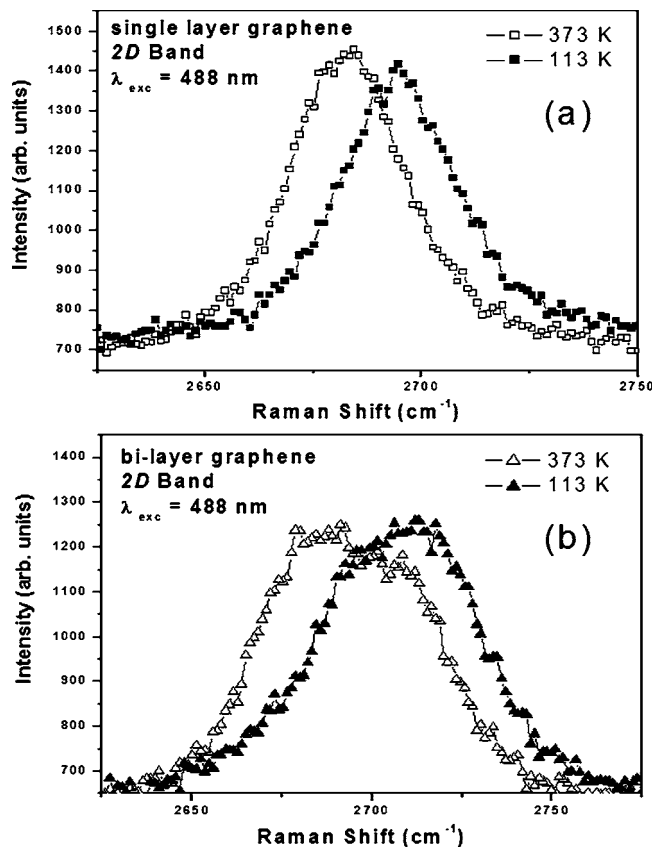 single layer graphene
2D Band
λ exc = 488 nm
373 K
113 K
(a)
1500
1400
1300
1200
1100
1000
900
800
700
Intensity (arb. units)
2650
2700
2750
Raman Shift (cm-1)
bi-layer graphene
2D Band
λ exc = 488 nm
373 K
113 K
(b)
1400
1300
1200
1100
1000
900
800
700
Intensity (arb. units)
2650
2700
2750
Raman Shift (cm-1)